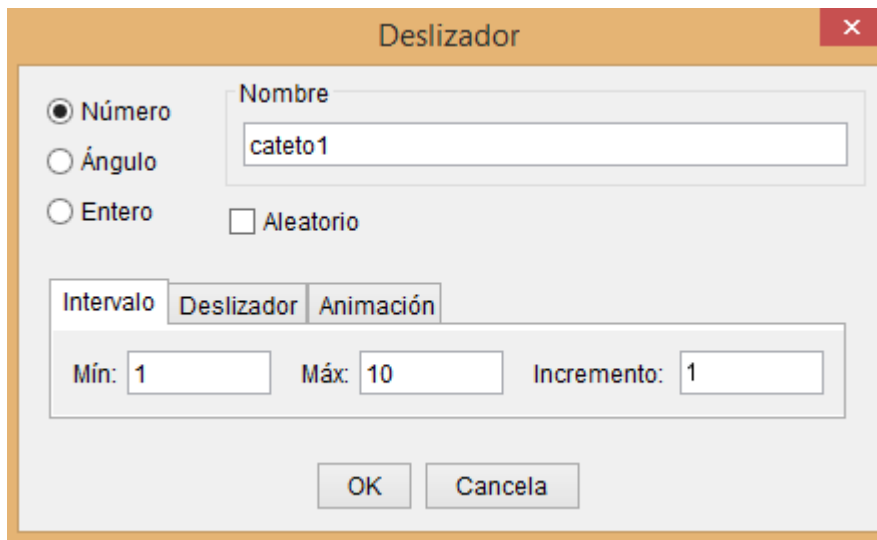 Deslizador
Número
Ángulo
Entero
Nombre
cateto1
Aleatorio
Intervalo Deslizador Animación
Mín: 1 Máx: 10 Incremento: 1
OK Cancela